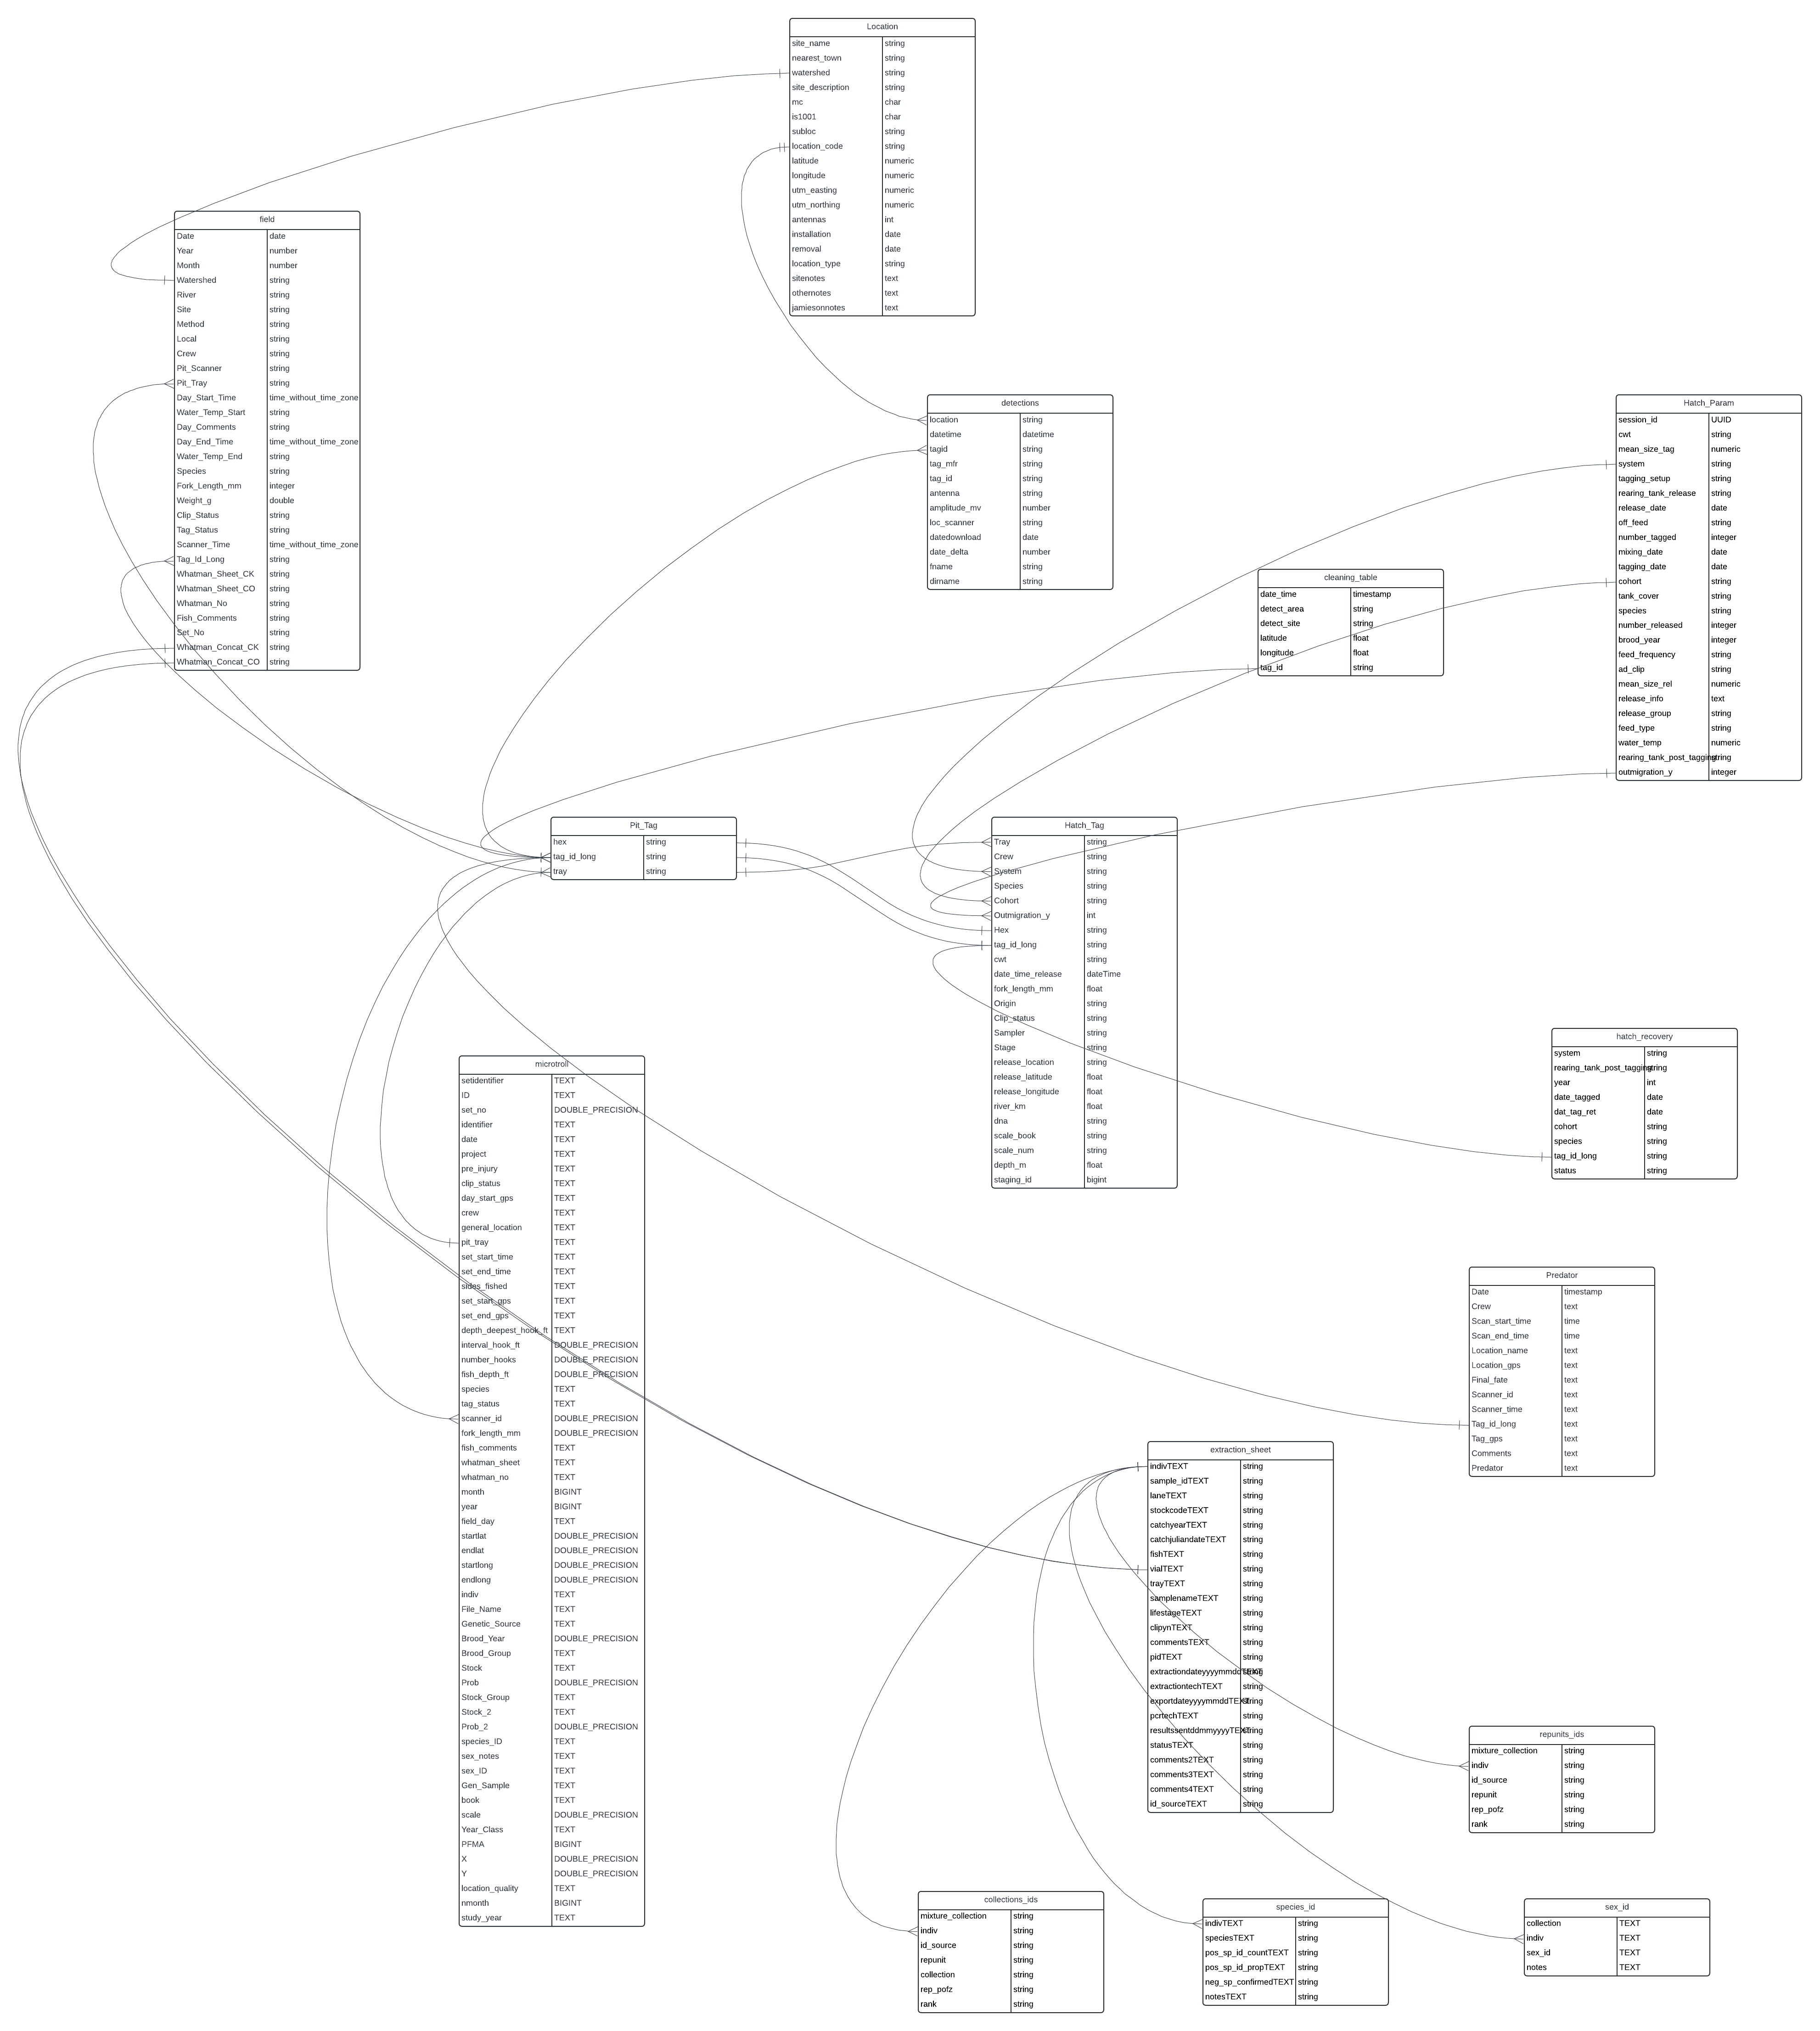 Location
site_name string
nearest_town string
watershed string
site_description string
mc char
is1001 char
subloc string
location_code string
latitude numeric
longitude numeric
utm_easting numeric
utm_northing numeric
antennas int
installation date
removal date
location_type string
sitenotes text
othernotes text
jamiesonnotes text
field
Date date
Year number
Month number
Watershed string
River string
Site string
Method string
Local string
Crew string
Pit_Scanner string
Pit_Tray string
Day_Start_Time time_without_time_zone
Water_Temp_Start string
Day_Comments string
Day_End_Time time_without_time_zone
Water_Temp_End string
Species string
Fork_Length_mm integer
Weight_g double
Clip_Status string
Tag_Status string
Scanner_Time time_without_time_zone
Tag_Id_Long string
Whatman_Sheet_CK string
Whatman_Sheet_CO string
Whatman_No string
Fish_Comments string
Set_No string
Whatman_Concat_CK string
Whatman_Concat_CO string
detections
location string
datetime datetime
tagid string
tag_mfr string
tag_id string
antenna string
amplitude_mv number
loc_scanner string
datedownload date
date_delta number
fname string
dirname string
Hatch_Param
session_id UUID
cwt string
mean_size_tag numeric
system string
tagging_setup string
rearing_tank_release string
release_date date
off_feed string
number_tagged integer
mixing_date date
tagging_date date
cohort string
tank_cover string
species string
number_released integer
brood_year integer
feed_frequency string
ad_clip string
mean_size_rel numeric
release_info text
release_group string
feed_type string
water_temp numeric
rearing_tank_post_tagging string
outmigration_y integer
cleaning_table
date_time timestamp
detect_area string
detect_site string
latitude float
longitude float
tag_id string
Pit_Tag
hex string
tag_id_long string
tray string
Hatch_Tag
Tray string
Crew string
System string
Species string
Cohort string
Outmigration_y int
Hex string
tag_id_long string
cwt string
date_time_release dateTime
fork_length_mm float
Origin string
Clip_status string
Sampler string
Stage string
release_location string
release_latitude float
release_longitude float
river_km float
dna string
scale_book string
scale_num string
depth_m float
staging_id bigint
hatch_recovery
system string
rearing_tank_post_tagging string
year int
date_tagged date
dat_tag_ret date
cohort string
species string
tag_id_long string
status string
microtroll
setidentifier TEXT
ID TEXT
set_no DOUBLE_PRECISION
identifier TEXT
date TEXT
project TEXT
pre_injury TEXT
clip_status TEXT
day_start_gps TEXT
crew TEXT
general_location TEXT
pit_tray TEXT
set_start_time TEXT
set_end_time TEXT
sides_fished TEXT
set_start_gps TEXT
set_end_gps TEXT
depth_deepest_hook_ft TEXT
interval_hook_ft DOUBLE_PRECISION
number_hooks DOUBLE_PRECISION
fish_depth_ft DOUBLE_PRECISION
species TEXT
tag_status TEXT
scanner_id DOUBLE_PRECISION
fork_length_mm DOUBLE_PRECISION
fish_comments TEXT
whatman_sheet TEXT
whatman_no TEXT
month BIGINT
year BIGINT
field_day TEXT
startlat DOUBLE_PRECISION
endlat DOUBLE_PRECISION
startlong DOUBLE_PRECISION
endlong DOUBLE_PRECISION
indiv TEXT
File_Name TEXT
Genetic_Source TEXT
Brood_Year DOUBLE_PRECISION
Brood_Group TEXT
Stock TEXT
Prob DOUBLE_PRECISION
Stock_Group TEXT
Stock_2 TEXT
Prob_2 DOUBLE_PRECISION
species_ID TEXT
sex_notes TEXT
sex_ID TEXT
Gen_Sample TEXT
book TEXT
scale DOUBLE_PRECISION
Year_Class TEXT
PFMA BIGINT
X DOUBLE_PRECISION
Y DOUBLE_PRECISION
location_quality TEXT
nmonth BIGINT
study_year TEXT
Predator
Date timestamp
Crew text
Scan_start_time time
Scan_end_time time
Location_name text
Location_gps text
Final_fate text
Scanner_id text
Scanner_time text
Tag_id_long text
Tag_gps text
Comments text
Predator text
extraction_sheet
indivTEXT string
sample_idTEXT string
laneTEXT string
stockcodeTEXT string
catchyearTEXT string
catchjuliandateTEXT string
fishTEXT string
vialTEXT string
trayTEXT string
samplenameTEXT string
lifestageTEXT string
clipynTEXT string
commentsTEXT string
pidTEXT string
extractiondateyyyymmddTEXT string
extractiontechTEXT string
exportdateyyyymmddTEXT string
pcrtechTEXT string
resultssentddmmyyyyTEXT string
statusTEXT string
comments2TEXT string
comments3TEXT string
comments4TEXT string
id_sourceTEXT string
repunits_ids
mixture_collection string
indiv string
id_source string
repunit string
rep_pofz string
rank string
collections_ids
mixture_collection string
indiv string
id_source string
repunit string
collection string
rep_pofz string
rank string
species_id
indivTEXT string
speciesTEXT string
pos_sp_id_countTEXT string
pos_sp_id_propTEXT string
neg_sp_confirmedTEXT string
notesTEXT string
sex_id
collection TEXT
indiv TEXT
sex_id TEXT
notes TEXT